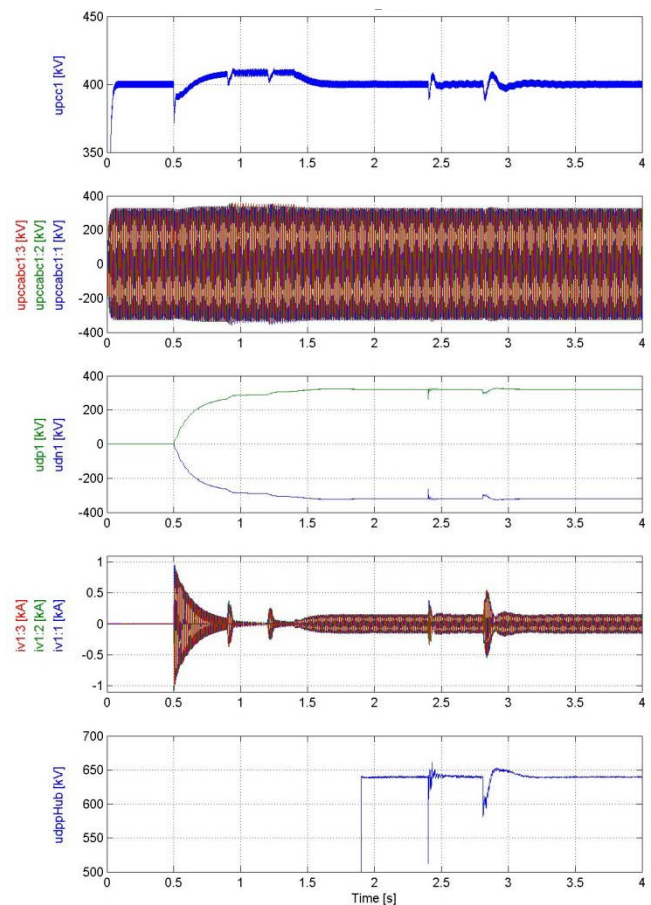 450
400
350
upcc1 [kV]
0 0.5 1 1.5 2 2.5 3 3.5 4
400
200
0
-200
-400
upccabc1:3 [kV]
upccabc1:2 [kV]
upccabc1:1 [kV]
0 0.5 1 1.5 2 2.5 3 3.5 4
400
200
0
-200
-400
udp1 [kV]
udn1 [kV]
0 0.5 1 1.5 2 2.5 3 3.5 4
1
0.5
0
-0.5
-1
iv1:3 [kA]
iv1:2 [kA]
iv1:1 [kA]
0 0.5 1 1.5 2 2.5 3 3.5 4
700
650
600
550
500
udppHub [kV]
0 0.5 1 1.5 2 2.5 3 3.5 4
Time [s]